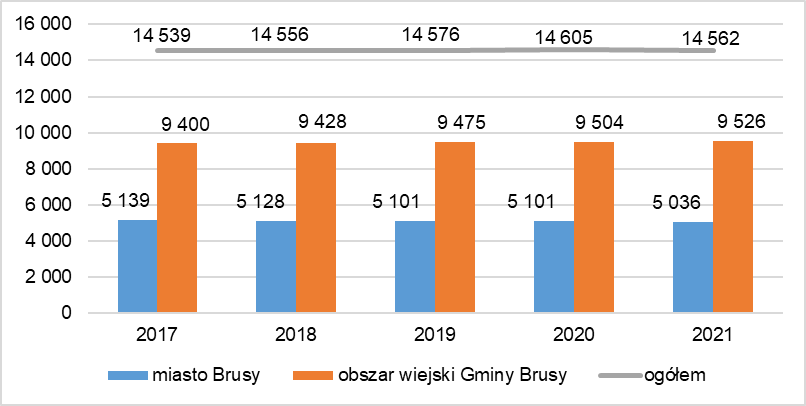 16 000
14 539 14 556 14 576 14 605 14 562
14 000
12 000
10 000
9 400 9 428 9 475 9 504 9 526
8 000
6 000
5 139 5 128 5 101 5 101 5 036
4 000
2 000
0
2017 2018 2019 2020 2021
miasto Brusy obszar wiejski Gminy Brusy ogółem